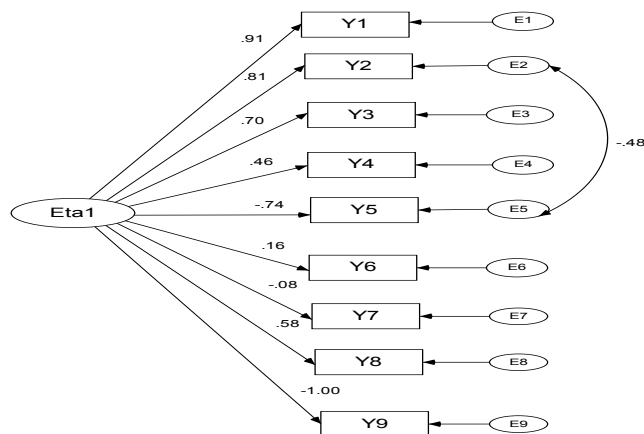 .91
Y1
E1
.81
Y2
E2
.70
Y3
E3
-.48
.46
Y4
E4
Eta1
-.74
Y5
E5
.16
Y6
E6
-.08
Y7
E7
.58
Y8
E8
-1.00
Y9
E9